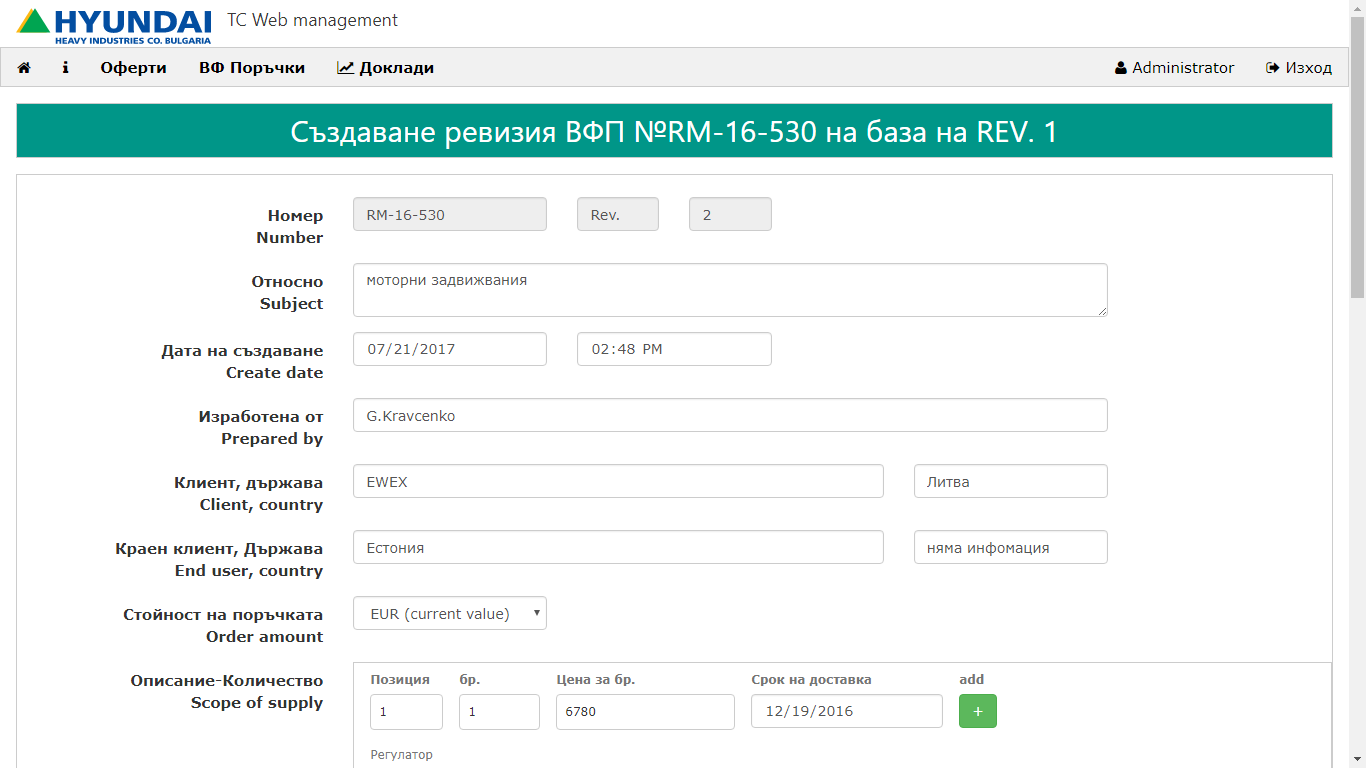 HYUNDAI
HEAVY INDUSTRIES CO. BULGARIA
TC Web management
Оферти ВФ Поръчки Доклади Administrator Изход
Създаване ревизия ВФП №RM-16-530 на база на REV. 1
Номер
Number
RM-16-530 Rev. 2
Относно
Subject
моторни задвижвания
Дата на създаване
Create date
07/21/2017 02:48 PM
Изработена от
Prepared by
G.Kravcenko
Клиент, държава
Client, country
EWEX Литва
Краен клиент, Държава
End user, country
Естония няма инфомация
Стойност на поръчката
Order amount
EUR (current value)
Описание-Количество
Scope of supply
Позиция бр. Цена за бр. Срок на доставка add
1 1 6780 12/19/2016 +
Регулатор